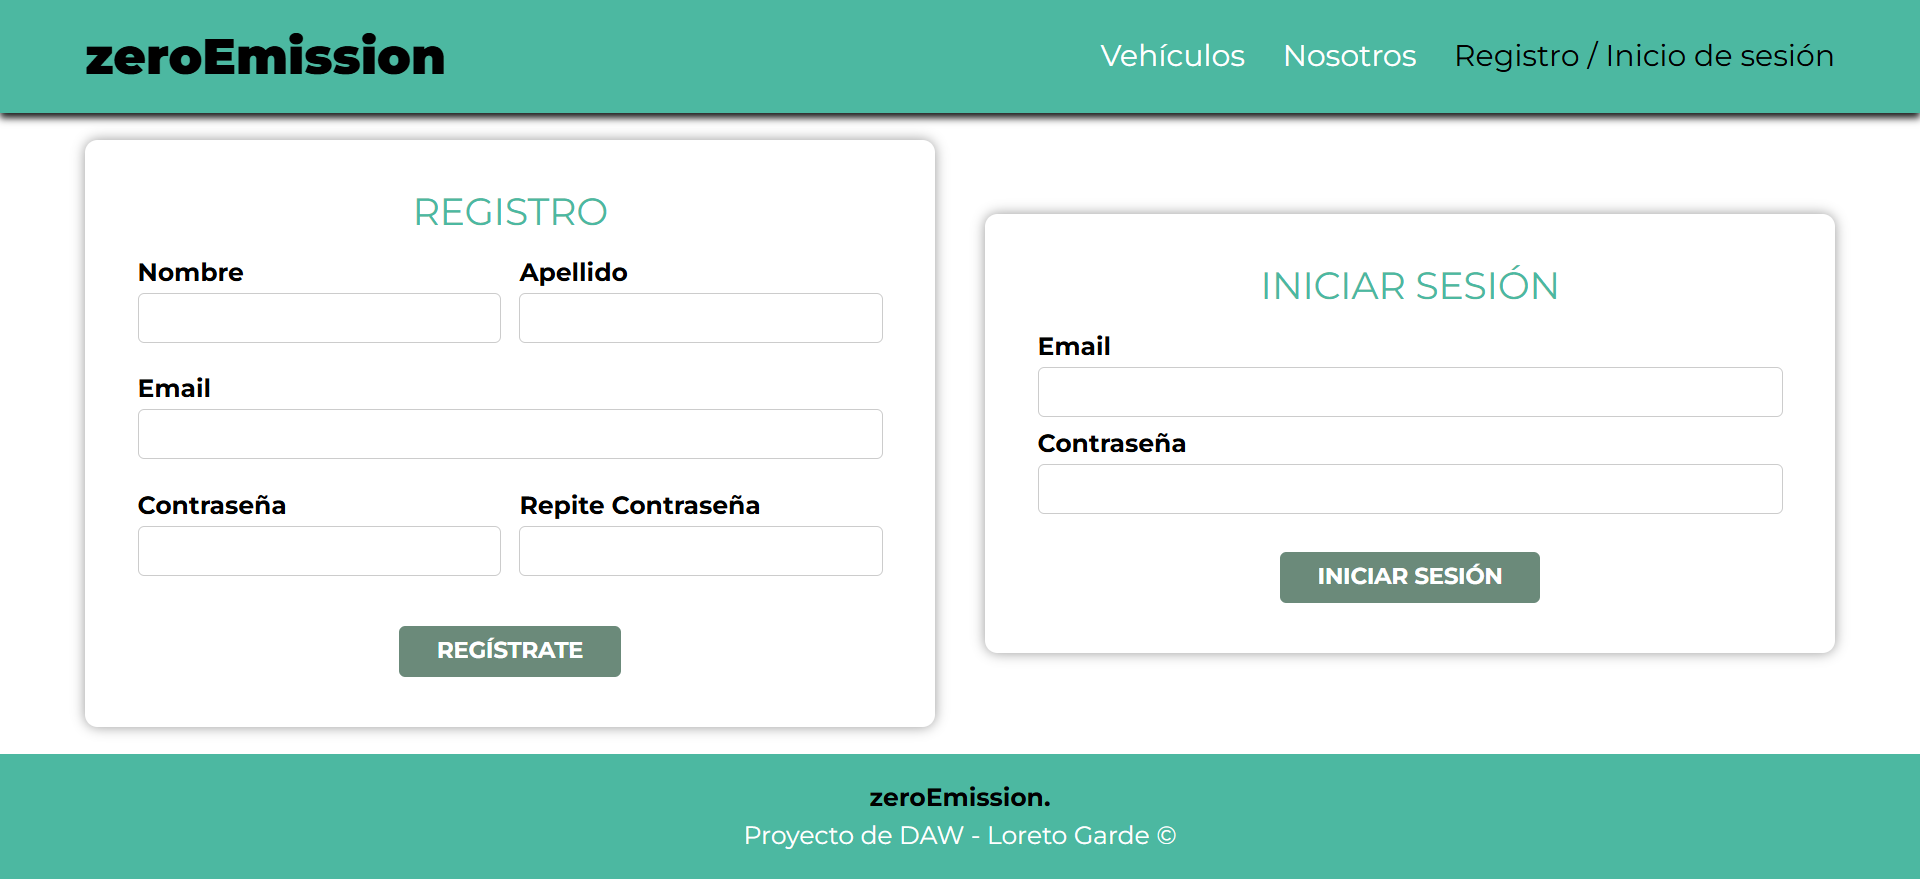 zeroEmission
Vehículos Nosotros Registro / Inicio de sesión
REGISTRO
Nombre Apellido
Email
Contraseña Repite Contraseña
REGÍSTRATE
INICIAR SESIÓN
Email
Contraseña
INICIAR SESIÓN
zeroEmission.
Proyecto de DAW - Loreto Garde ©